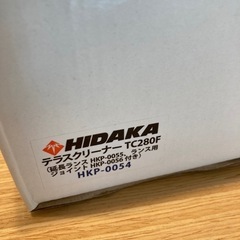 HIDAKA
テラスクリーナー TC280F
(延長ランス HKP-0055、ランス用
ジョイント HKP-0056 付き)
HKP-0054